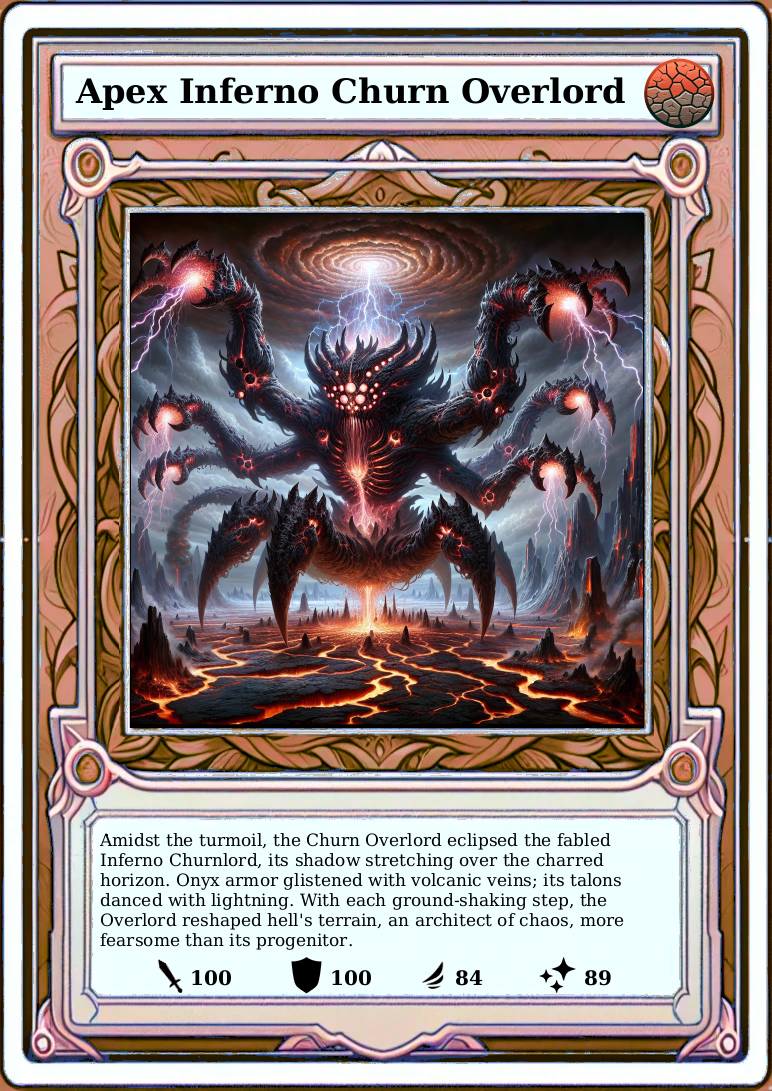 Apex Inferno Churn Overlord
Amidst the turmoil, the Churn Overlord eclipsed the fabled
Inferno Churnlord, its shadow stretching over the charred
horizon. Onyx armor glistened with volcanic veins; its talons
danced with lightning. With each ground-shaking step, the
Overlord reshaped hell's terrain, an architect of chaos, more
fearsome than its progenitor.
100 100 84 89